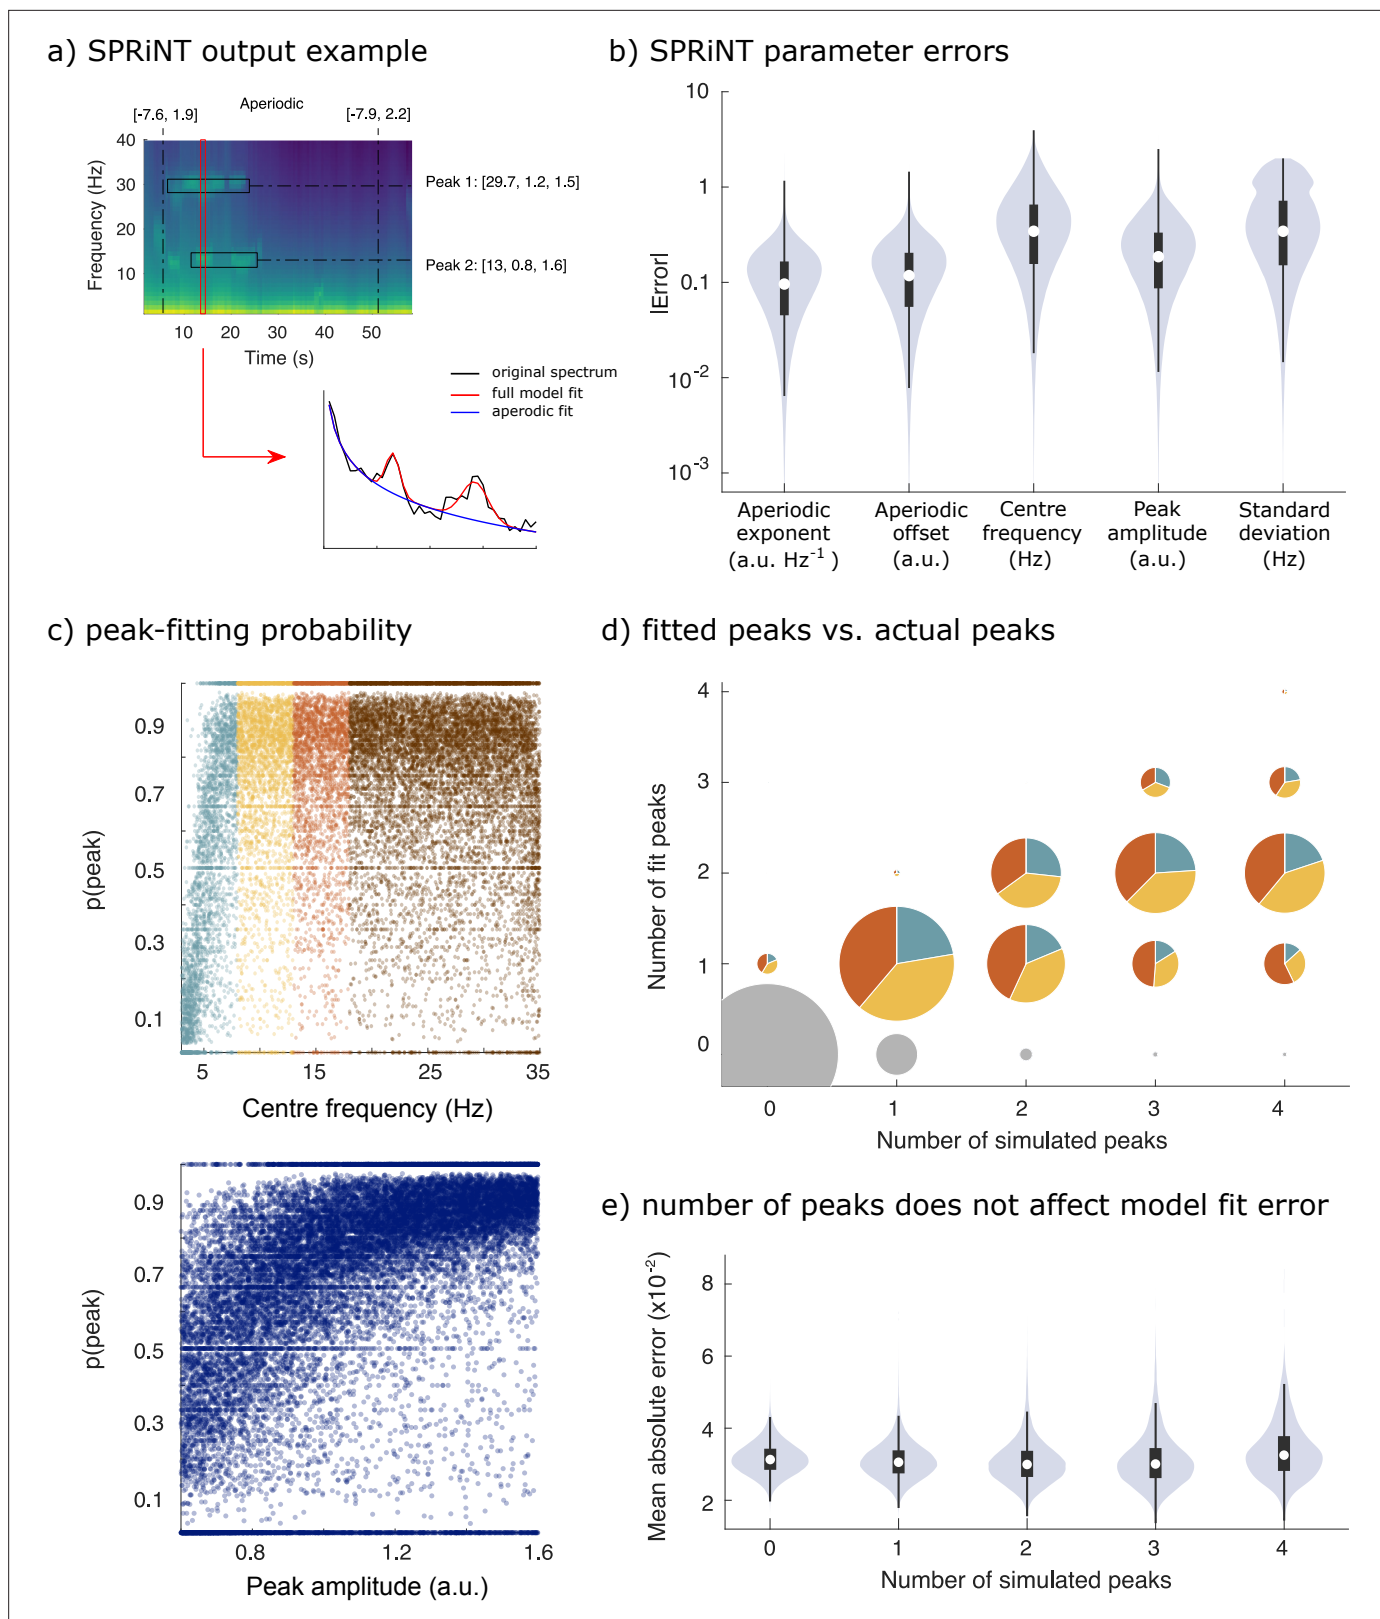 a) SPRiNT output example
Aperiodic
[-7.6, 1.9]
[-7.9, 2.2]
40
30
20
10
Frequency (Hz)
Peak 1: [29.7, 1.2, 1.5]
Peak 2: [13, 0.8, 1.6]
10 20 30 40 50
Time (s)
original spectrum
full model fit
aperodic fit
b) SPRiNT parameter errors
10
1
0.1
10⁻²
10⁻³
|Error|
Aperiodic exponent (a.u. Hz⁻¹ )
Aperiodic offset (a.u.)
Centre frequency (Hz)
Peak amplitude (a.u.)
Standard deviation (Hz)
c) peak-fitting probability
0.9
0.7
0.5
0.3
0.1
p(peak)
5 15 25 35
Centre frequency (Hz)
0.9
0.7
0.5
0.3
0.1
p(peak)
0.8 1.2 1.6
Peak amplitude (a.u.)
d) fitted peaks vs. actual peaks
4
3
2
1
0
Number of fit peaks
0 1 2 3 4
Number of simulated peaks
e) number of peaks does not affect model fit error
8
6
4
2
Mean absolute error (x10⁻²)
0 1 2 3 4
Number of simulated peaks